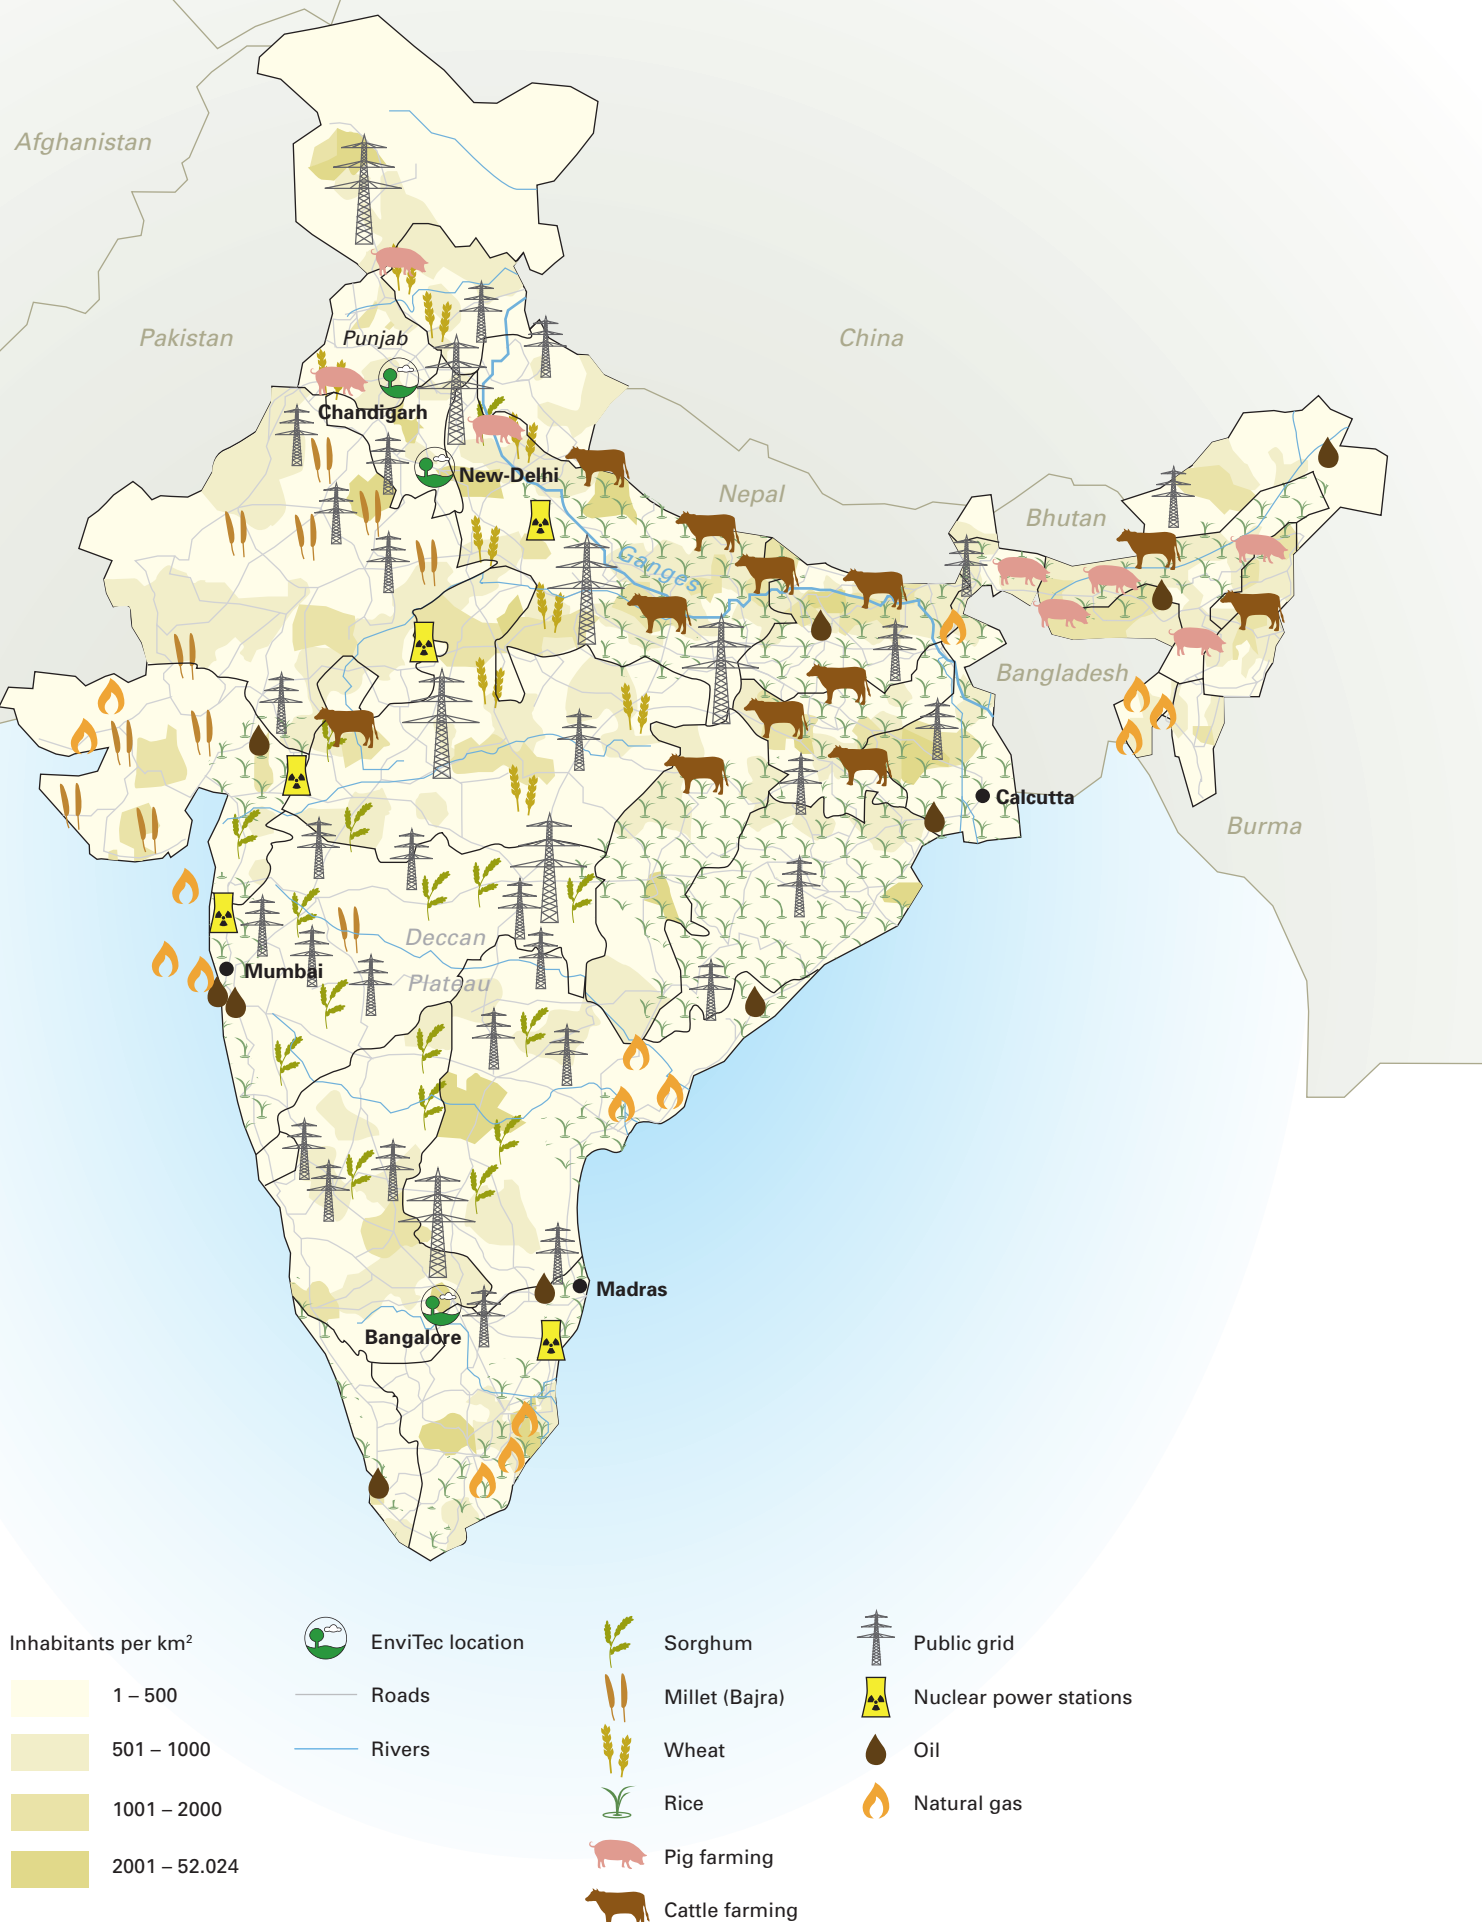 Afghanistan
Pakistan
Punjab
China
Chandigarh
New-Delhi
Nepal
Bhutan
Ganges
Bangladesh
Calcutta
Burma
Deccan
Plateau
Mumbai
Madras
Bangalore
Inhabitants per km²
1 – 500
501 – 1000
1001 – 2000
2001 – 52.024
EnviTec location
Roads
Rivers
Sorghum
Millet (Bajra)
Wheat
Rice
Pig farming
Cattle farming
Public grid
Nuclear power stations
Oil
Natural gas